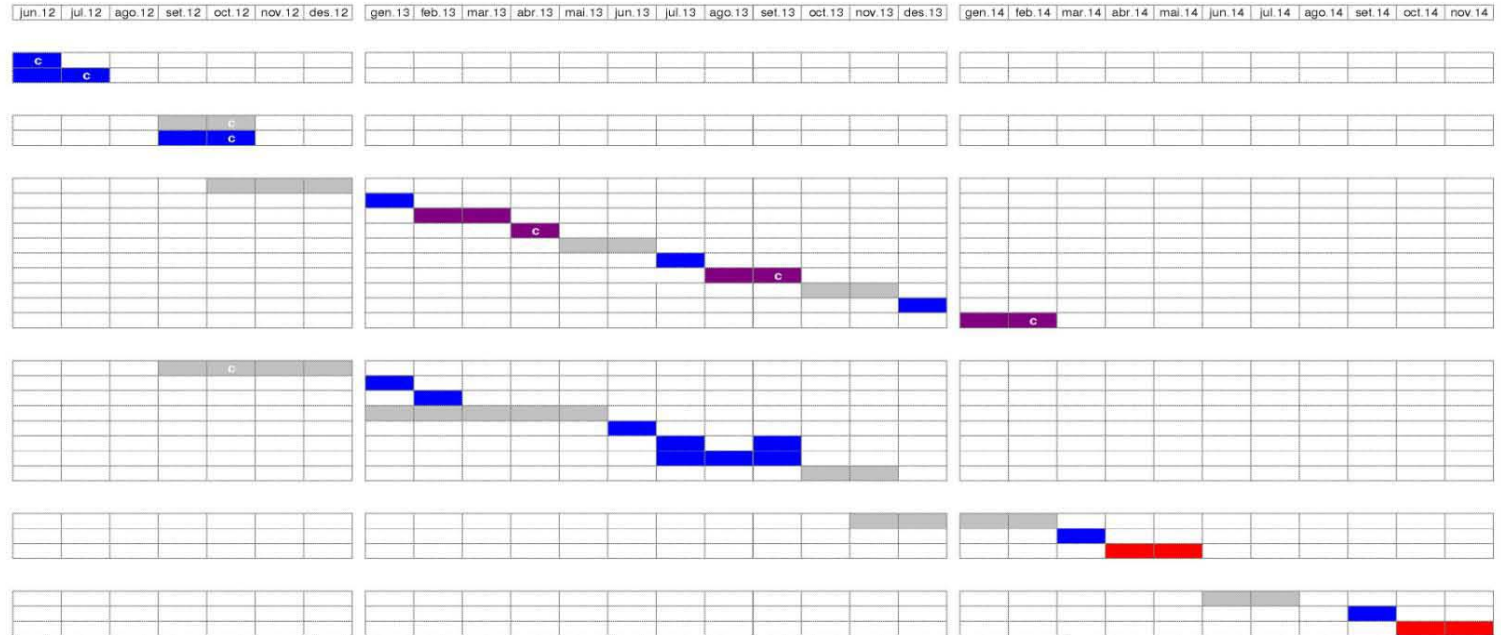 jun.12 jul.12 ago.12 set.12 oct.12 nov.12 des.12 gen.13 feb.13 mar.13 abr.13 mai.13 jun.13 jul.13 ago.13 set.13 oct.13 nov.13 des.13 gen.14 feb.14 mar.14 abr.14 mai.14 jun.14 jul.14 ago.14 set.14 oct.14 nov.14
C
C
C
C
C
C
C
C